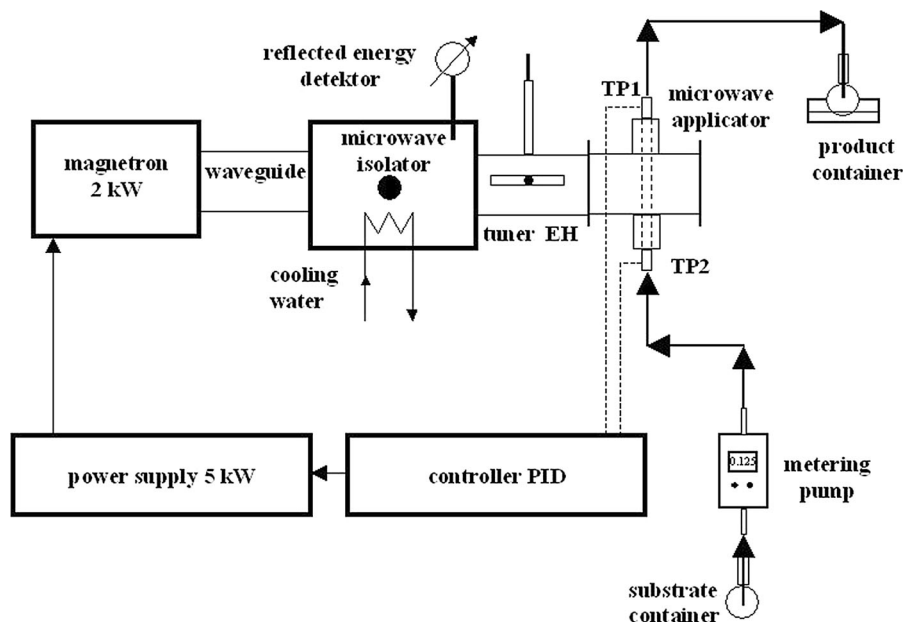 reflected energy
detektor
TP1
microwave
applicator
magnetron
2 kW
waveguide
microwave
isolator
product
container
tuner EH
TP2
cooling
water
power supply 5 kW
controller PID
0.125
metering
pump
substrate
container